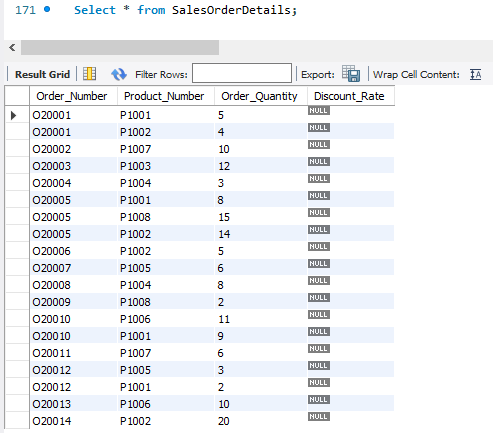 171 Select * from SalesOrderDetails;
Result Grid Filter Rows: Export: Wrap Cell Content:
Order_Number Product_Number Order_Quantity Discount_Rate
O20001 P1001 5 NULL
O20001 P1002 4 NULL
O20002 P1007 10 NULL
O20003 P1003 12 NULL
O20004 P1004 3 NULL
O20005 P1001 8 NULL
O20005 P1008 15 NULL
O20005 P1002 14 NULL
O20006 P1002 5 NULL
O20007 P1005 6 NULL
O20008 P1004 8 NULL
O20009 P1008 2 NULL
O20010 P1006 11 NULL
O20010 P1001 9 NULL
O20011 P1007 6 NULL
O20012 P1005 3 NULL
O20012 P1001 2 NULL
O20013 P1006 10 NULL
O20014 P1002 20 NULL